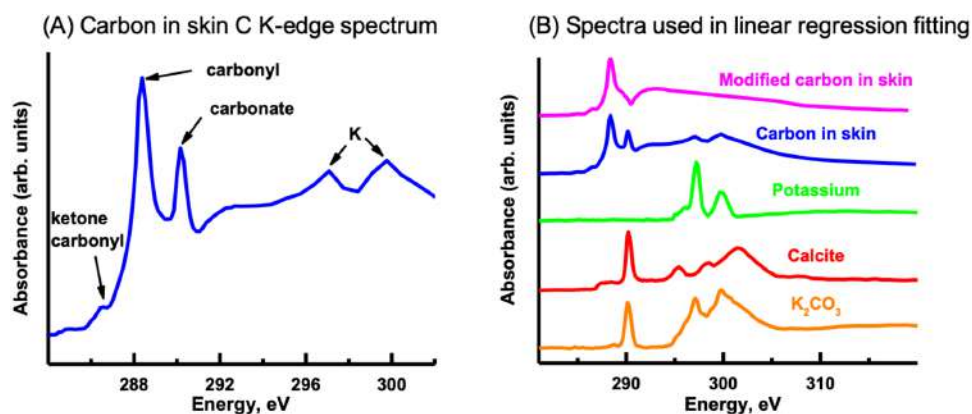 (A) Carbon in skin C K-edge spectrum
carbonyl
carbonate
K
ketone
carbonyl
Absorbance (arb. units)
288
292
296
300
Energy, eV
(B) Spectra used in linear regression fitting
Modified carbon in skin
Carbon in skin
Potassium
Calcite
K₂CO₃
Absorbance (arb. units)
290
300
310
Energy, eV